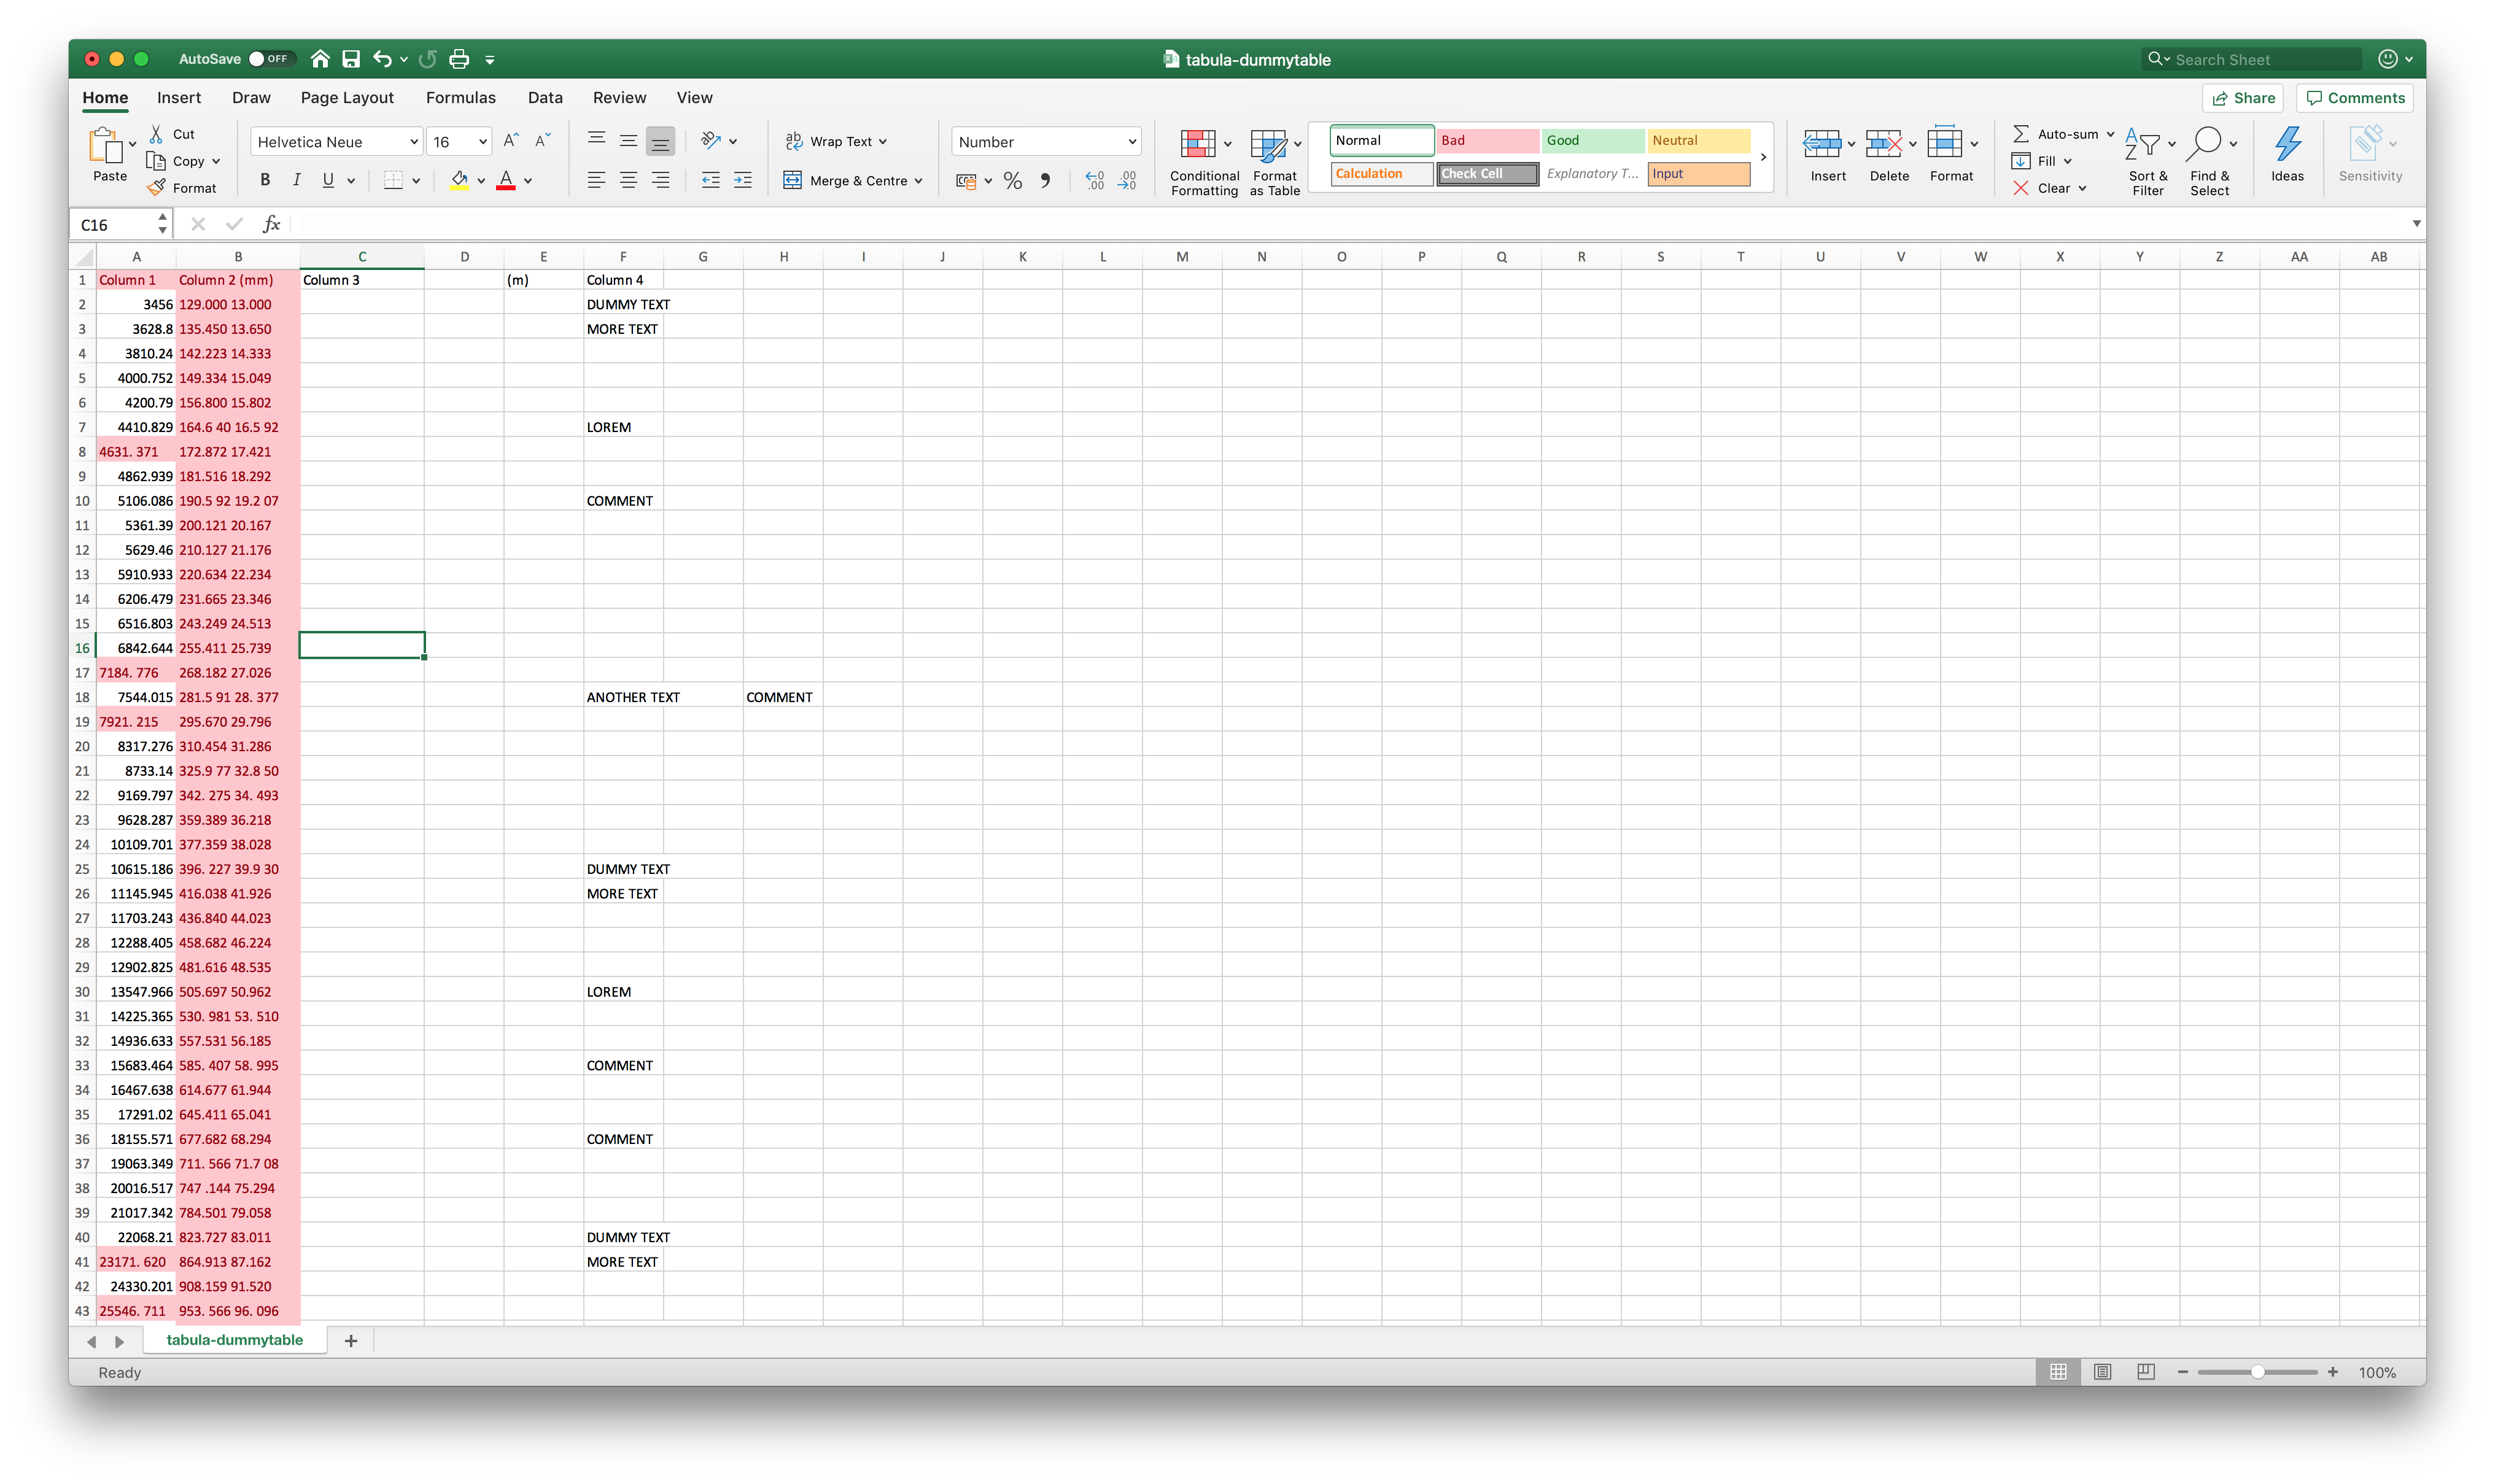 AutoSave OFF tabula-dummytable Search Sheet
Home Insert Draw Page Layout Formulas Data Review View Share Comments
Paste Cut Copy Format
Helvetica Neue 16
B I U A
Wrap Text
Merge & Centre
Number
Conditional Formatting
Format as Table
Normal Bad Good Neutral
Calculation Check Cell Explanatory T... Input
Insert Delete Format
Auto-sum
Fill
Clear
Sort & Filter
Find & Select
Ideas
Sensitivity
C16 fx
A B C D E F G H I J K L M N O P Q R S T U V W X Y Z AA AB
1 Column 1 Column 2 (mm) Column 3 (m) Column 4
2 3456 129.000 13.000 DUMMY TEXT
3 3628.8 135.450 13.650 MORE TEXT
4 3810.24 142.223 14.333
5 4000.752 149.334 15.049
6 4200.79 156.800 15.802
7 4410.829 164.6 40 16.5 92 LOREM
8 4631. 371 172.872 17.421
9 4862.939 181.516 18.292
10 5106.086 190.5 92 19.2 07 COMMENT
11 5361.39 200.121 20.167
12 5629.46 210.127 21.176
13 5910.933 220.634 22.234
14 6206.479 231.665 23.346
15 6516.803 243.249 24.513
16 6842.644 255.411 25.739
17 7184. 776 268.182 27.026
18 7544.015 281.5 91 28. 377 ANOTHER TEXT COMMENT
19 7921. 215 295.670 29.796
20 8317.276 310.454 31.286
21 8733.14 325.9 77 32.8 50
22 9169.797 342. 275 34. 493
23 9628.287 359.389 36.218
24 10109.701 377.359 38.028
25 10615.186 396. 227 39.9 30 DUMMY TEXT
26 11145.945 416.038 41.926 MORE TEXT
27 11703.243 436.840 44.023
28 12288.405 458.682 46.224
29 12902.825 481.616 48.535
30 13547.966 505.697 50.962 LOREM
31 14225.365 530. 981 53. 510
32 14936.633 557.531 56.185
33 15683.464 585. 407 58. 995 COMMENT
34 16467.638 614.677 61.944
35 17291.02 645.411 65.041
36 18155.571 677.682 68.294 COMMENT
37 19063.349 711. 566 71.7 08
38 20016.517 747 .144 75.294
39 21017.342 784.501 79.058
40 22068.21 823.727 83.011 DUMMY TEXT
41 23171. 620 864.913 87.162 MORE TEXT
42 24330.201 908.159 91.520
43 25546. 711 953. 566 96. 096
tabula-dummytable +
Ready 100%